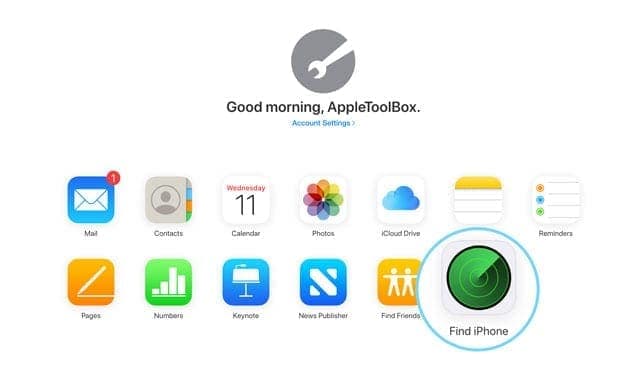 Good morning, AppleToolBox.
Account Settings >
1
Mail
Contacts
Wednesday
11
Calendar
Photos
iCloud Drive
Reminders
Pages
Numbers
Keynote
News Publisher
Find Friends
Find iPhone